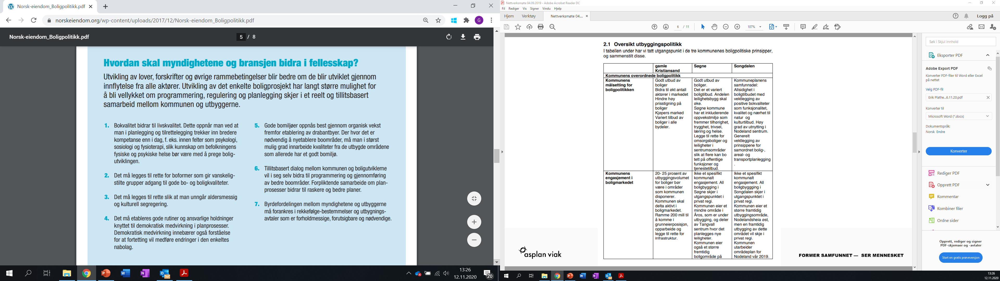 Norsk-eiendom_Boligpolitikk.pdf
norskeiendom.org/wp-content/uploads/2017/12/Norsk-eiendom_Boligpolitikk.pdf
G
Norsk-eiendom_Boligpolitikk.pdf
5 / 8
Hvordan skal myndighetene og bransjen bidra i fellesskap?
Utvikling av lover, forskrifter og øvrige rammebetingelser blir bedre om de blir utviklet gjennom
innflytelse fra alle aktører. Utvikling av det enkelte boligprosjekt har langt større mulighet for
å bli vellykket om programmering, regulering og planlegging skjer i et reelt og tillitsbasert
samarbeid mellom kommunen og utbyggerne.
1. Bokvalitet bidrar til livskvalitet. Dette oppnår man ved at
man i planlegging og tilrettelegging trekker inn bredere
kompetanse enn i dag, f. eks. innen felter som psykologi,
sosiologi og fysioterapi, slik kunnskap om befolkningens
fysiske og psykiske helse bør være med å prege bolig-
utviklingen.
2. Det må legges til rette for boformer som gir vanskelig-
stilte grupper adgang til gode bo- og boligkvaliteter.
3. Det må legges til rette slik at man unngår aldersmessig
og kulturell segregering.
4. Det må etableres gode rutiner og ansvarlige holdninger
knyttet til demokratisk medvirkning i planprosesser.
Demokratisk medvirkning innebærer også forståelse
for at fortetting vil medføre endringer i den enkeltes
nabolag.
5. Gode bomiljøer oppnås best gjennom organisk vekst
fremfor etablering av drabantbyer. Der hvor det er
nødvendig å nyetablere boområder, må man i størst
mulig grad innarbeide kvaliteter fra de utbygde områdene
som allerede har et godt bomiljø.
6. Tillitsbasert dialog mellom kommunen og boligutviklerne
vil i seg selv bidra til programmering og gjennomføring
av bedre boområder. Forpliktende samarbeide om plan-
prosesser bidrar til raskere og bedre planer.
7. Byrdefordelingen mellom myndighetene og utbyggerne
må forankres i rekkefølge-bestemmelser og utbygnings-
avtaler som er forholdmessige, forutsigbare og nødvendige.
13:26
12.11.2020
20
Nettverksmøte 04.09.2019 - Adobe Acrobat Reader DC
Fil Rediger Vis Signer Vindu Hjelp
Hjem Verktøy Nettverksmøte 04.... Logg på
6 / 11 107%
2.1 Oversikt utbyggingspolitikk
I tabellen under har vi tatt utgangspunkt i de tre kommunenes boligpolitiske prinsipper,
og sammenstilt disse.
gamle
Kristiansand
Søgne
Songdalen
Kommunens overordnede boligpolitikk
Kommunens
målsetting for
boligpolitikken
Godt utbud av
boliger
Bidra til økt antall
aktører i markedet
Hindre høy
prisstigning på
boliger
Kjøpers marked
Variert tilbud av
boliger i alle
bydeler.
Godt utbud av
boliger.
Det er et variert
boligtilbud. Andelen
leilighetsbygg skal
øke.
Søgne kommune
har et inkluderende
oppvekstmiljø som
fremmer tilhørighet,
trygghet, trivsel,
læring og helse.
Legge til rette for
omsorgsboliger og
leiligheter i
sentrumsområder
slik at flere kan bo
tett på offentlige
funksjoner og
tjenestetilbud.
Kommuneplanens
samfunnsdel:
Allsidighet i
boligtilbudet med
vektlegging av
positive bokvaliteter
som funksjonalitet,
kvalitet og nærhet til
natur og
kulturtilbud. Høy
grad av utnytting i
Nodeland sentrum.
Generelt
vektlegging av
prinsippene for
samordnet bolig-,
areal- og
transportplanlegging
.
Kommunens
engasjement i
boligmarkedet
20- 25 prosent av
utbyggingsvolumet
for boliger bør
være i områder
som kommunen
disponerer.
Kommunen skal
delta aktivt i
boligmarkedet.
Ramme 200 mill til
å komme i
grunneierposisjon,
opparbeide og
legge til rette for
infrastruktur.
Ikke et spesifikt
kommunalt
engasjement. All
boligbygging i
Søgne skjer i
utgangspunktet i
privat regi.
Kommunen eier et
mindre område i
Åros, som er under
utbygging, og deler
av Tangvall
sentrum hvor det
planlegges nye
leiligheter.
Kommunen eier
også et større
fremtidig
boligområde på
Ikke et spesifikt
kommunalt
engasjement. All
boligbyggging i
Songdalen skjer i
utgangspunktet i
privat regi.
Kommunen eier et
større framtidig
utbyggingsområde,
Nodelandsheia øst,
men en framtidig
utbygging av dette
området vil skje i
privat regi.
Kommunen
utarbeider
områdeplan for
Nodeland vår 2019.
asplan viak
FORMER SAMFUNNET — SER MENNESKET
Søk i Skjul innhold
Eksporter PDF
Adobe Export PDF
Konverter PDF-filer til Word eller Excel
på nettet
Velg PDF-fil
Erik Plathe...6.11.20.pdf
Konverter til
Microsoft Word (*.docx)
Dokumentspråk:
Norsk Endre
Konverter
Rediger PDF
Opprett PDF
Kommentar
Kombiner filer
Ordne sider
Opprett, rediger og signer
PDF-skjemaer og -avtaler
Start en gratis prøveversjon
13:26
12.11.2020